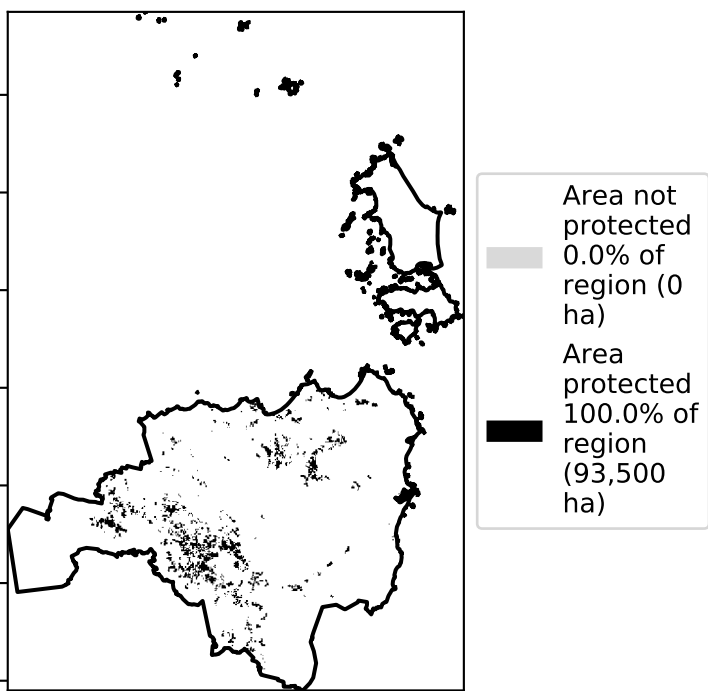 Area not
protected
0.0% of
region (0
ha)
Area
protected
100.0% of
region
(93,500
ha)